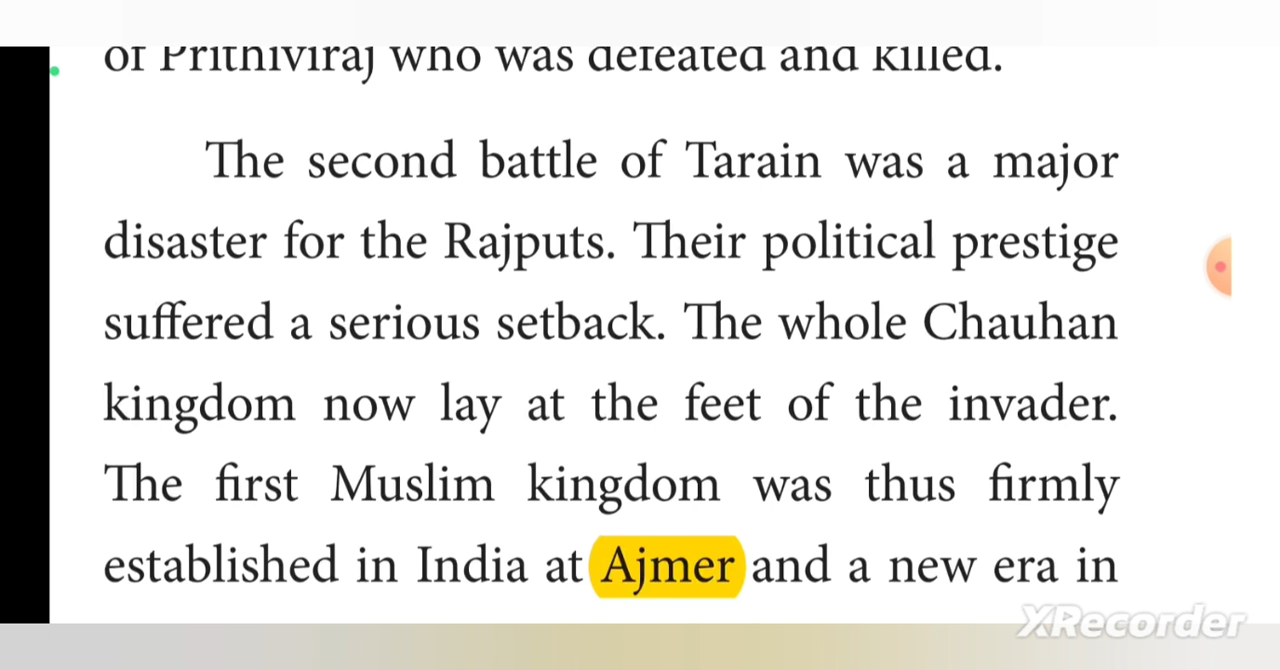 of Prithiviraj who was defeated and killed.
The second battle of Tarain was a major
disaster for the Rajputs. Their political prestige
suffered a serious setback. The whole Chauhan
kingdom now lay at the feet of the invader.
The first Muslim kingdom was thus firmly
established in India at Ajmer and a new era in
XRecorder